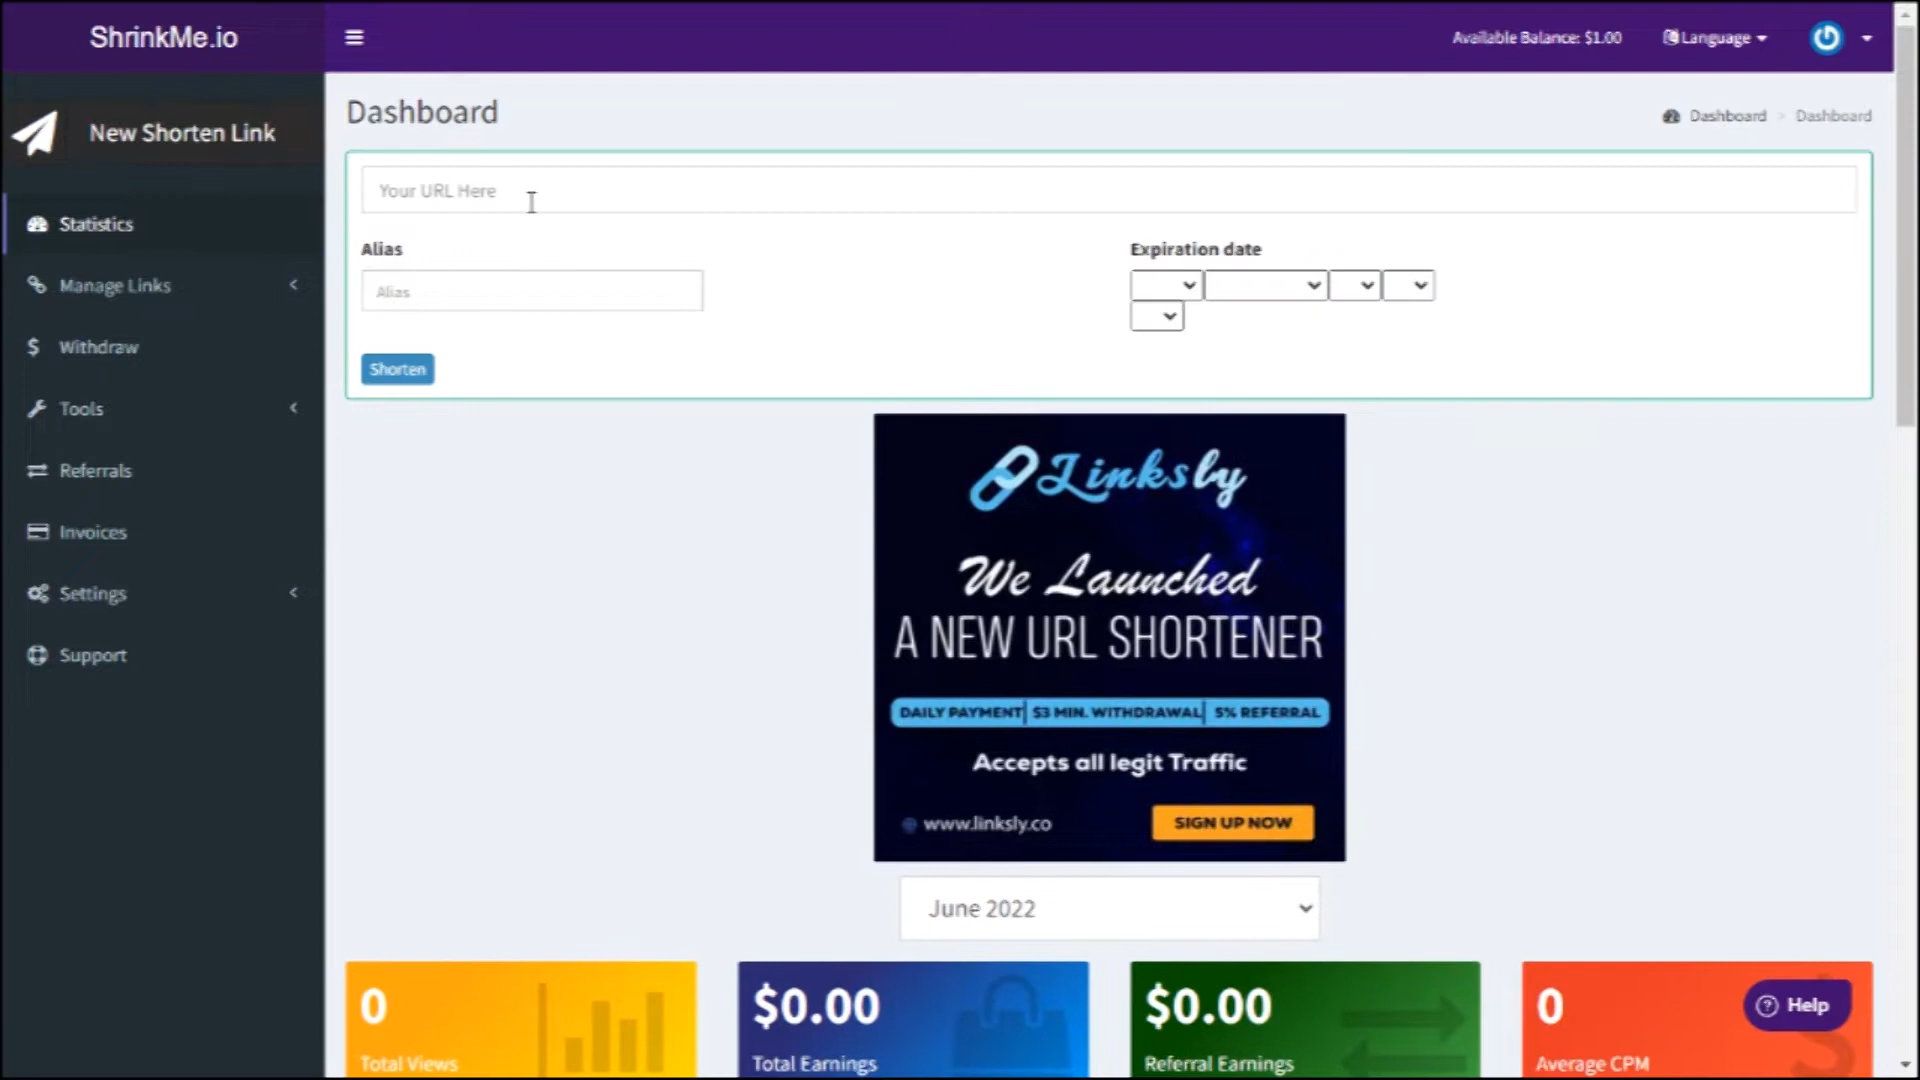 ShrinkMe.io
Available Balance: $1.00
Language
New Shorten Link
Dashboard
Dashboard > Dashboard
Your URL Here
Statistics
Alias
Expiration date
Manage Links
Alias
Withdraw
Shorten
Tools
Referrals
Invoices
Settings
Support
Linksly
We Launched
A NEW URL SHORTENER
DAILY PAYMENT| $3 MIN. WITHDRAWAL| 5% REFERRAL
Accepts all legit Traffic
www.linksly.co
SIGN UP NOW
June 2022
0
Total Views
$0.00
Total Earnings
$0.00
Referral Earnings
0
Average CPM
Help